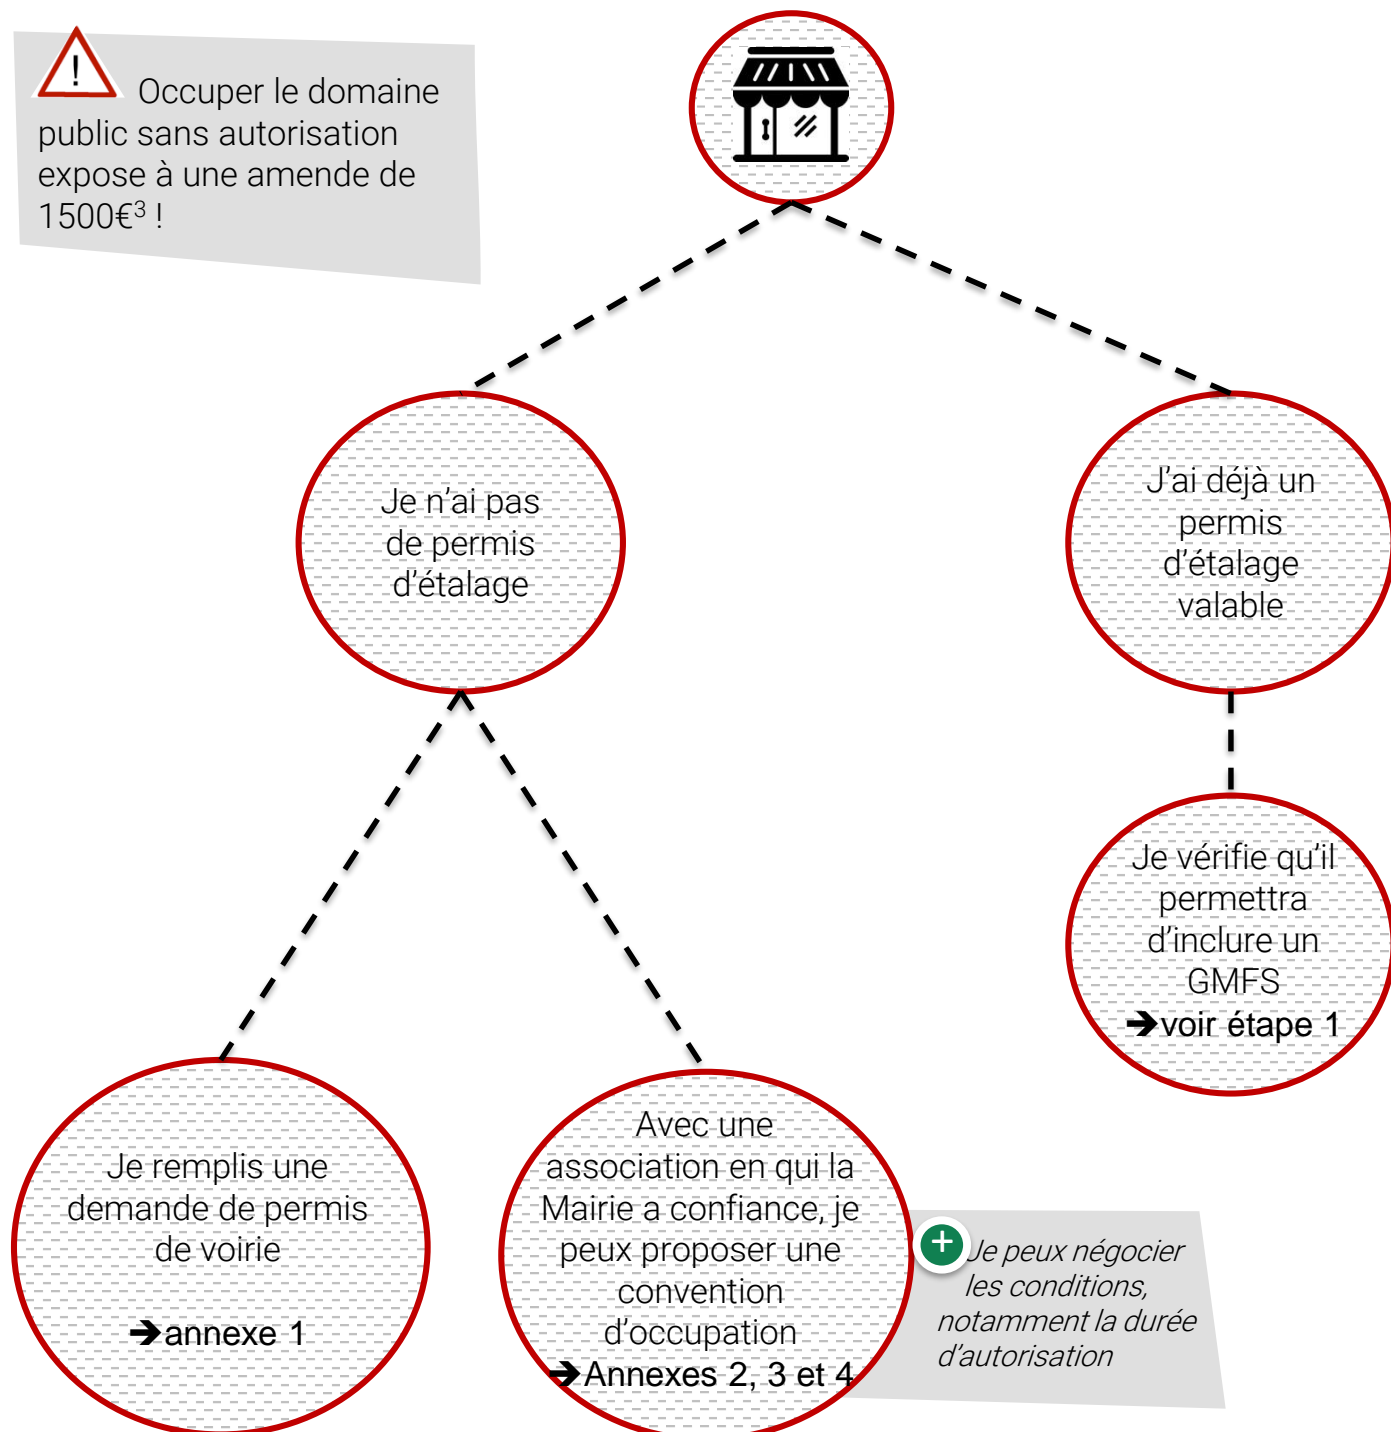 ! Occuper le domaine
public sans autorisation
expose à une amende de
1500€³ !
Je n'ai pas
de permis
d'étalage
J'ai déjà un
permis
d'étalage
valable
Je vérifie qu'il
permettra
d'inclure un
GMFS
➔voir étape 1
Je remplis une
demande de permis
de voirie
➔annexe 1
Avec une
association en qui la
Mairie a confiance, je
peux proposer une
convention
d'occupation
➔Annexes 2, 3 et 4
+ Je peux négocier
les conditions,
notamment la durée
d'autorisation